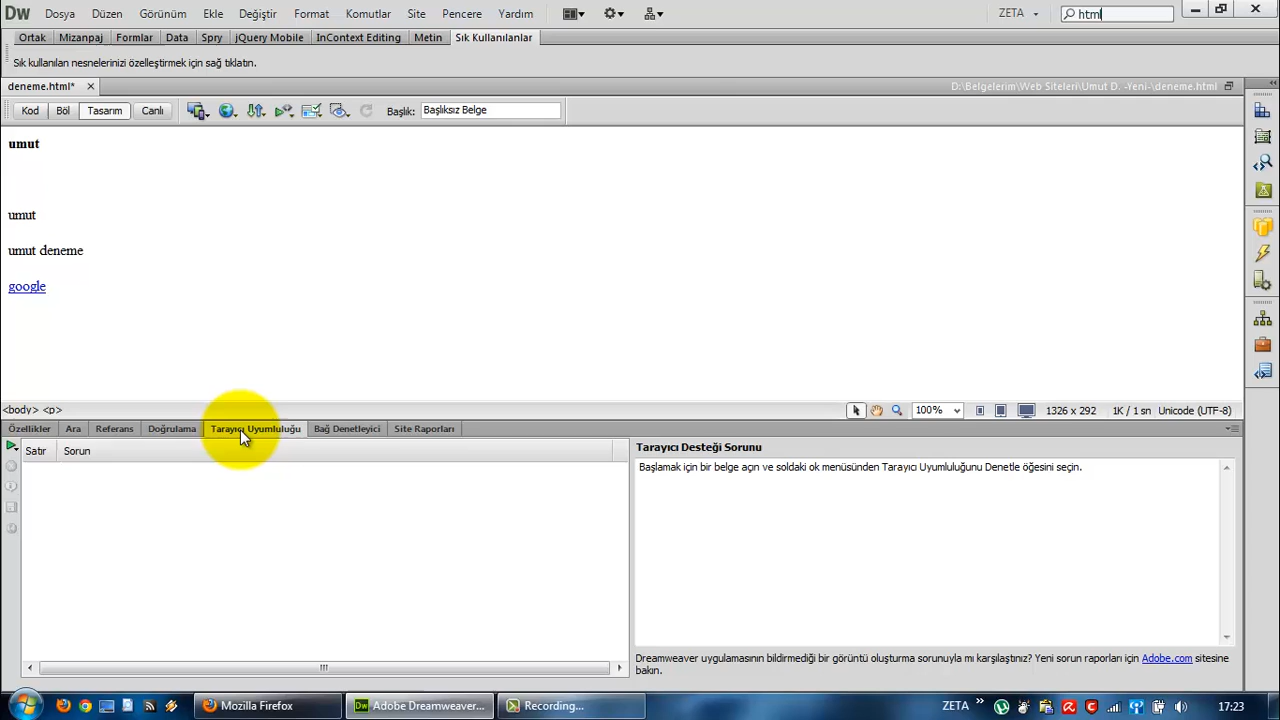 Dw Dosya Düzen Görünüm Ekle Değiştir Format Komutlar Site Pencere Yardım ZETA html
Ortak Mizanpaj Formlar Data Spry jQuery Mobile InContext Editing Metin Sık Kullanılanlar
Sık kullanılan nesnelerinizi özelleştirmek için sağ tıklatın.
deneme.html* D:\Belgelerim\Web Siteleri\Umut D. -Yeni-\deneme.html
Kod Böl Tasarım Canlı Başlık: Başlıksız Belge
umut
umut
umut deneme
google
<body> <p> 100% 1326 x 292 1K / 1 sn Unicode (UTF-8)
Özellikler Ara Referans Doğrulama Tarayıcı Uyumluluğu Bağ Denetleyici Site Raporları
Satır Sorun Tarayıcı Desteği Sorunu
Başlamak için bir belge açın ve soldaki ok menüsünden Tarayıcı Uyumluluğunu Denetle öğesini seçin.
Dreamweaver uygulamasının bildirmediği bir görüntü oluşturma sorunuyla mı karşılaştınız? Yeni sorun raporları için Adobe.com sitesine
bakın.
Mozilla Firefox Dw Adobe Dreamweaver... Recording... ZETA 17:23